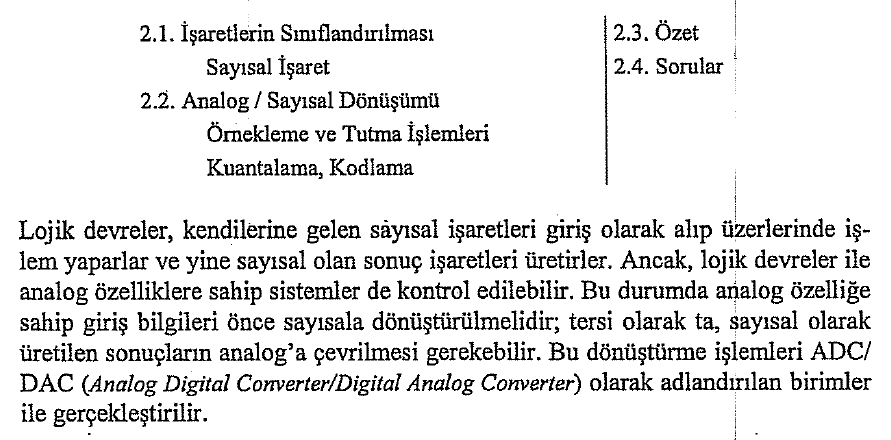 2.1. İşaretlerin Sınıflandırılması
Sayısal İşaret
2.2. Analog / Sayısal Dönüşümü
Örnekleme ve Tutma İşlemleri
Kuantalama, Kodlama
2.3. Özet
2.4. Sorular
Lojik devreler, kendilerine gelen sayısal işaretleri giriş olarak alıp üzerlerinde iş-
lem yaparlar ve yine sayısal olan sonuç işaretleri üretirler. Ancak, lojik devreler ile
analog özelliklere sahip sistemler de kontrol edilebilir. Bu durumda analog özelliğe
sahip giriş bilgileri önce sayısala dönüştürülmelidir; tersi olarak ta, sayısal olarak
üretilen sonuçların analog'a çevrilmesi gerekebilir. Bu dönüştürme işlemleri ADC/
DAC (Analog Digital Converter/Digital Analog Converter) olarak adlandırılan birimler
ile gerçekleştirilir.